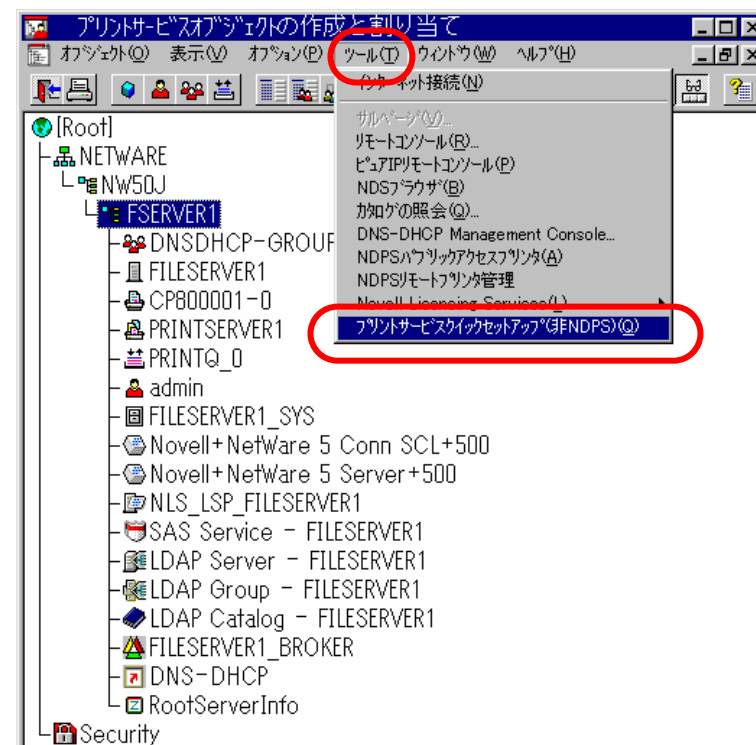 プリントサービスオブジェクトの作成と割り当て
オブジェクト(O) 表示(V) オプション(P) ツール(T) ウィンドウ(W) ヘルプ(H)
インターネット接続(N)
サルベージ(V)...
リモートコンソール(R)...
ピュアIPリモートコンソール(P)
NDSブラウザ(B)
カタログの照会(Q)...
DNS-DHCP Management Console...
NDPSパブリックアクセスプリンタ(A)
NDPSリモートプリンタ管理
Novell Licensing Services(L)
プリントサービスクイックセットアップ(非NDPS)(Q)
[Root]
NETWARE
NW50J
FSERVER1
DNSDHCP-GROUP
FILESERVER1
CP800001-0
PRINTSERVER1
PRINTQ_0
admin
FILESERVER1_SYS
Novell+NetWare 5 Conn SCL+500
Novell+NetWare 5 Server+500
NLS_LSP_FILESERVER1
SAS Service - FILESERVER1
LDAP Server - FILESERVER1
LDAP Group - FILESERVER1
LDAP Catalog - FILESERVER1
FILESERVER1_BROKER
DNS-DHCP
RootServerInfo
Security